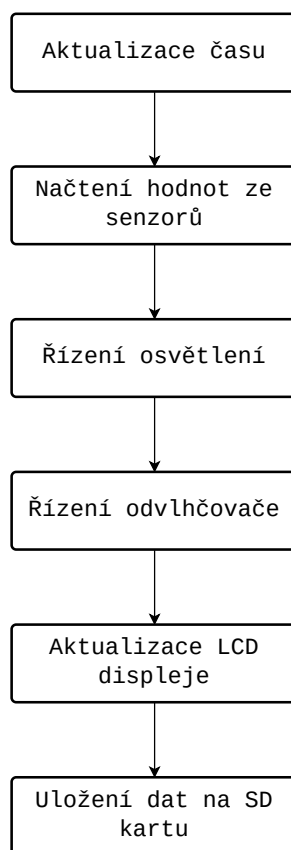 Aktualizace času
Načtení hodnot ze
senzorů
Řízení osvětlení
Řízení odvlhčovače
Aktualizace LCD
displeje
Uložení dat na SD
kartu